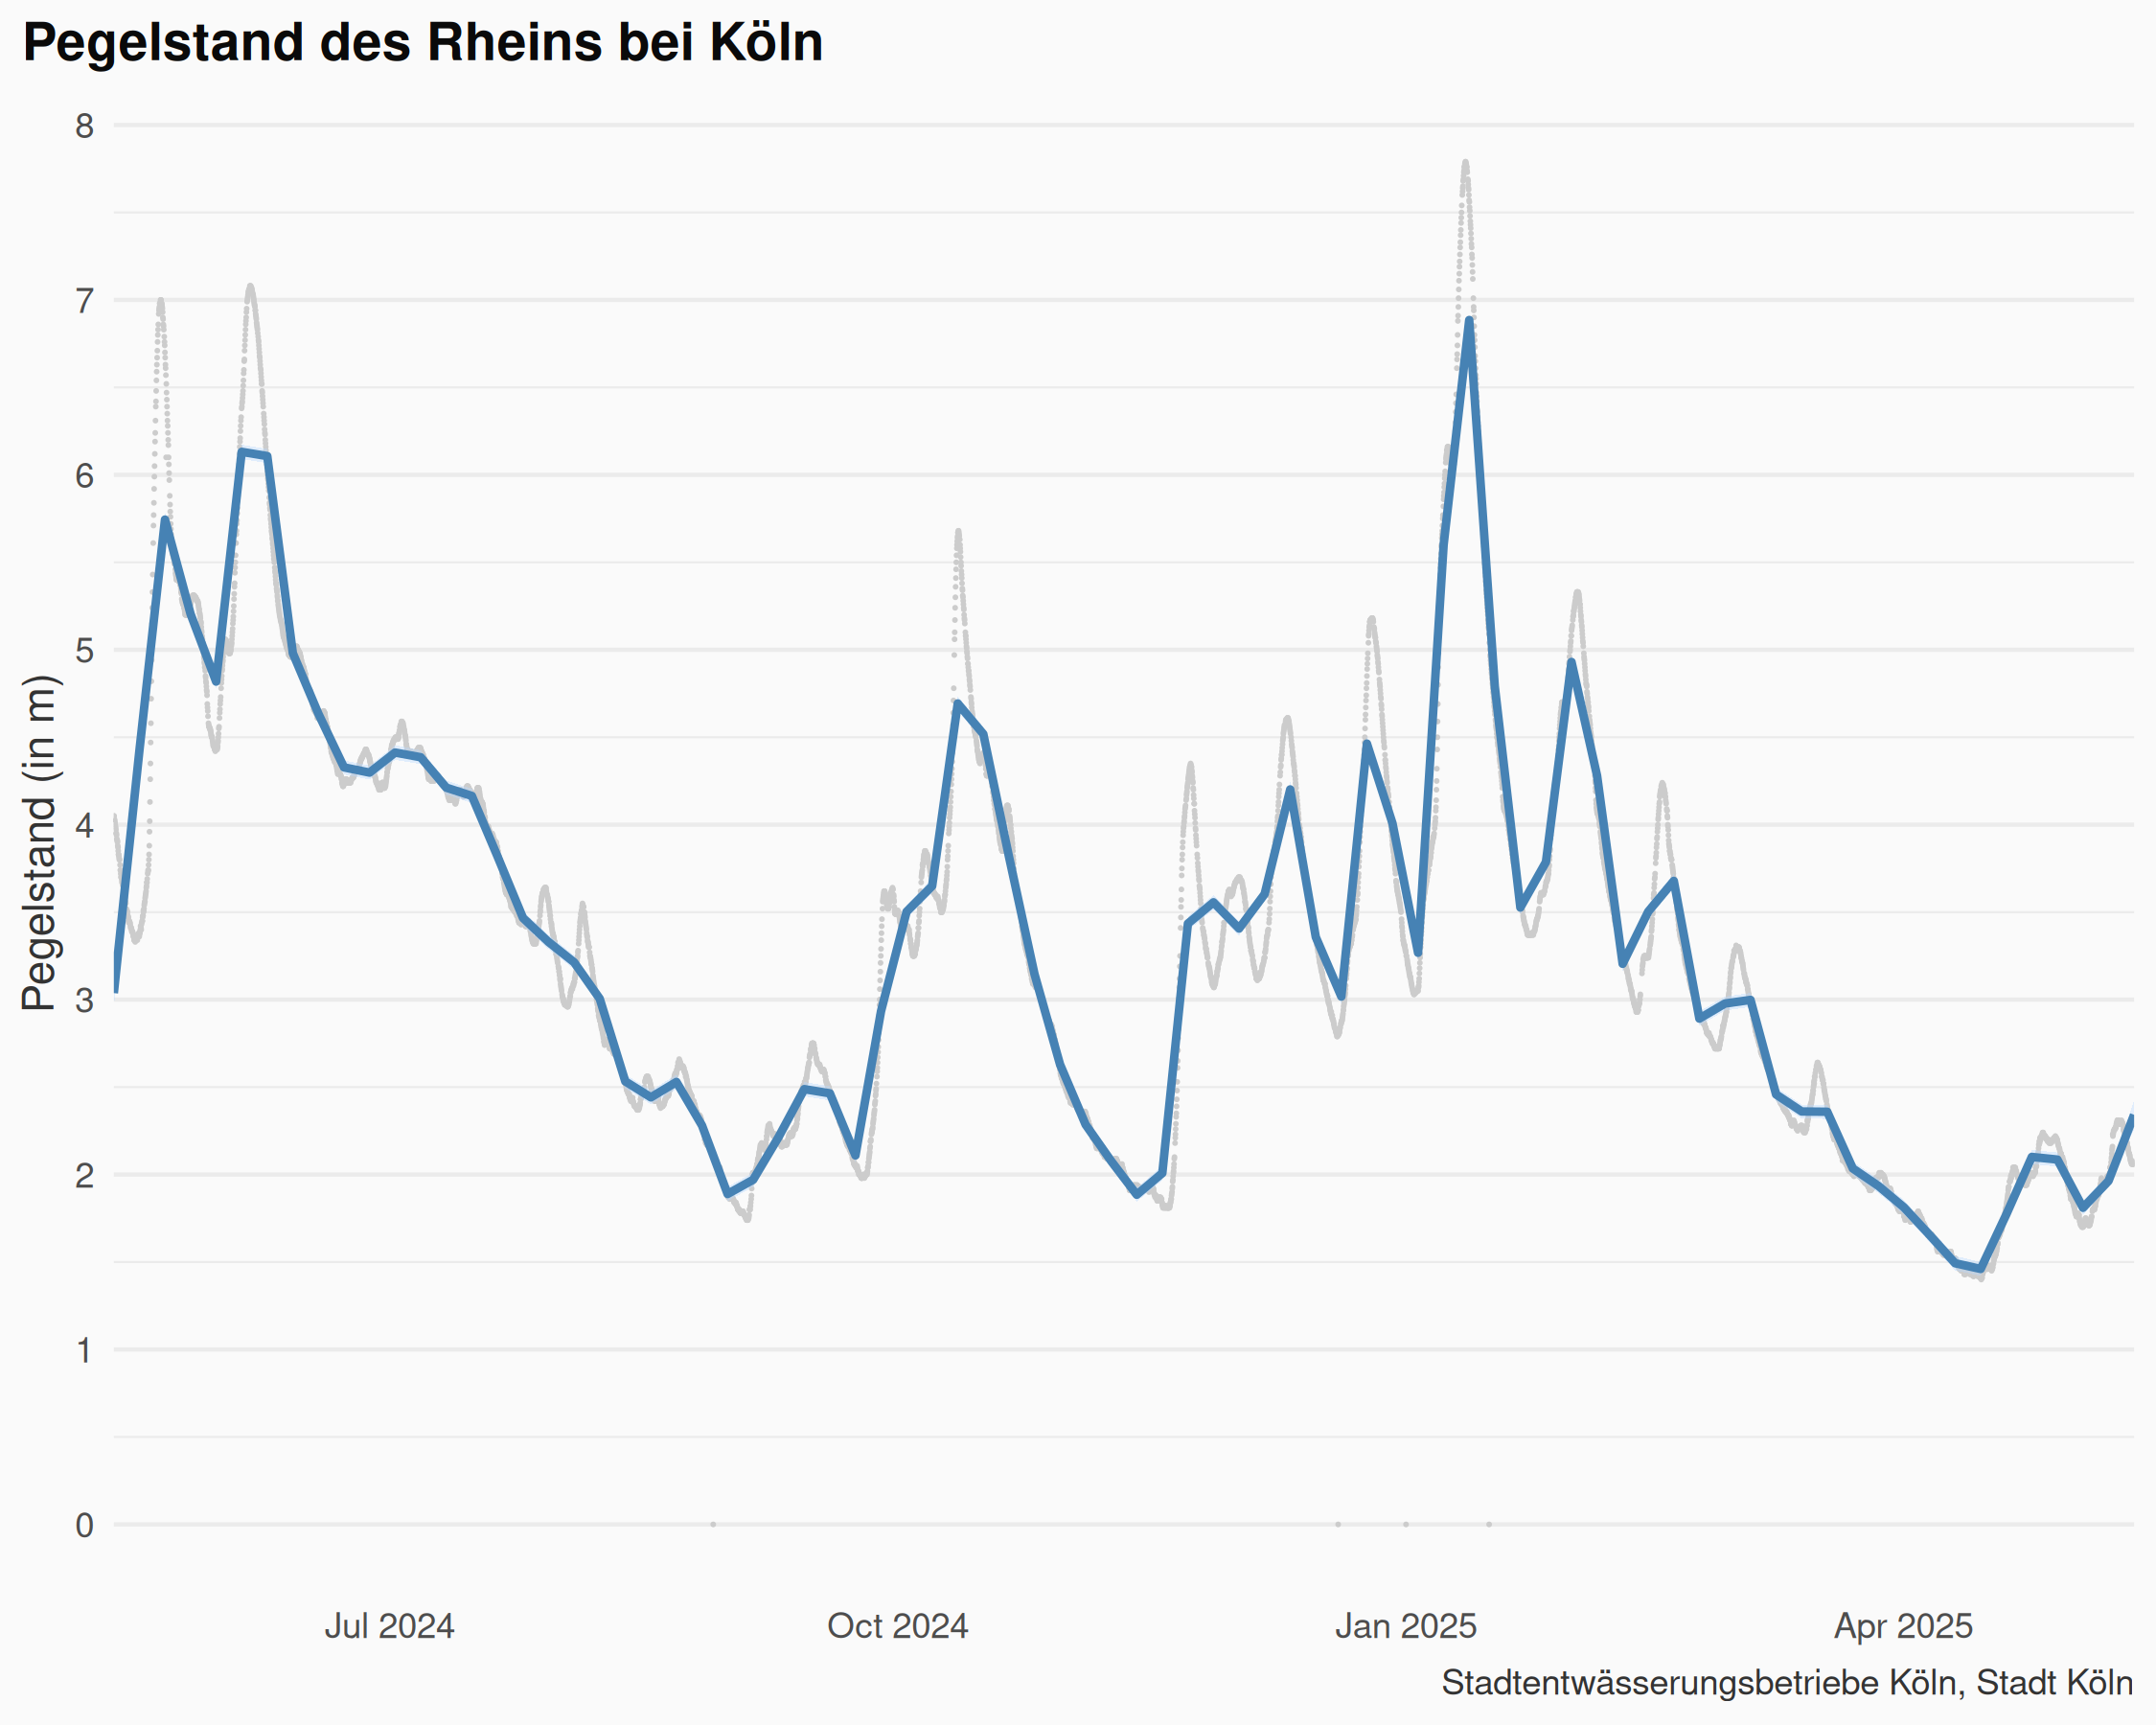 Pegelstand des Rheins bei Köln
Pegelstand (in m)
8
7
6
5
4
3
2
1
0
Jul 2024
Oct 2024
Jan 2025
Apr 2025
Stadtentwässerungsbetriebe Köln, Stadt Köln